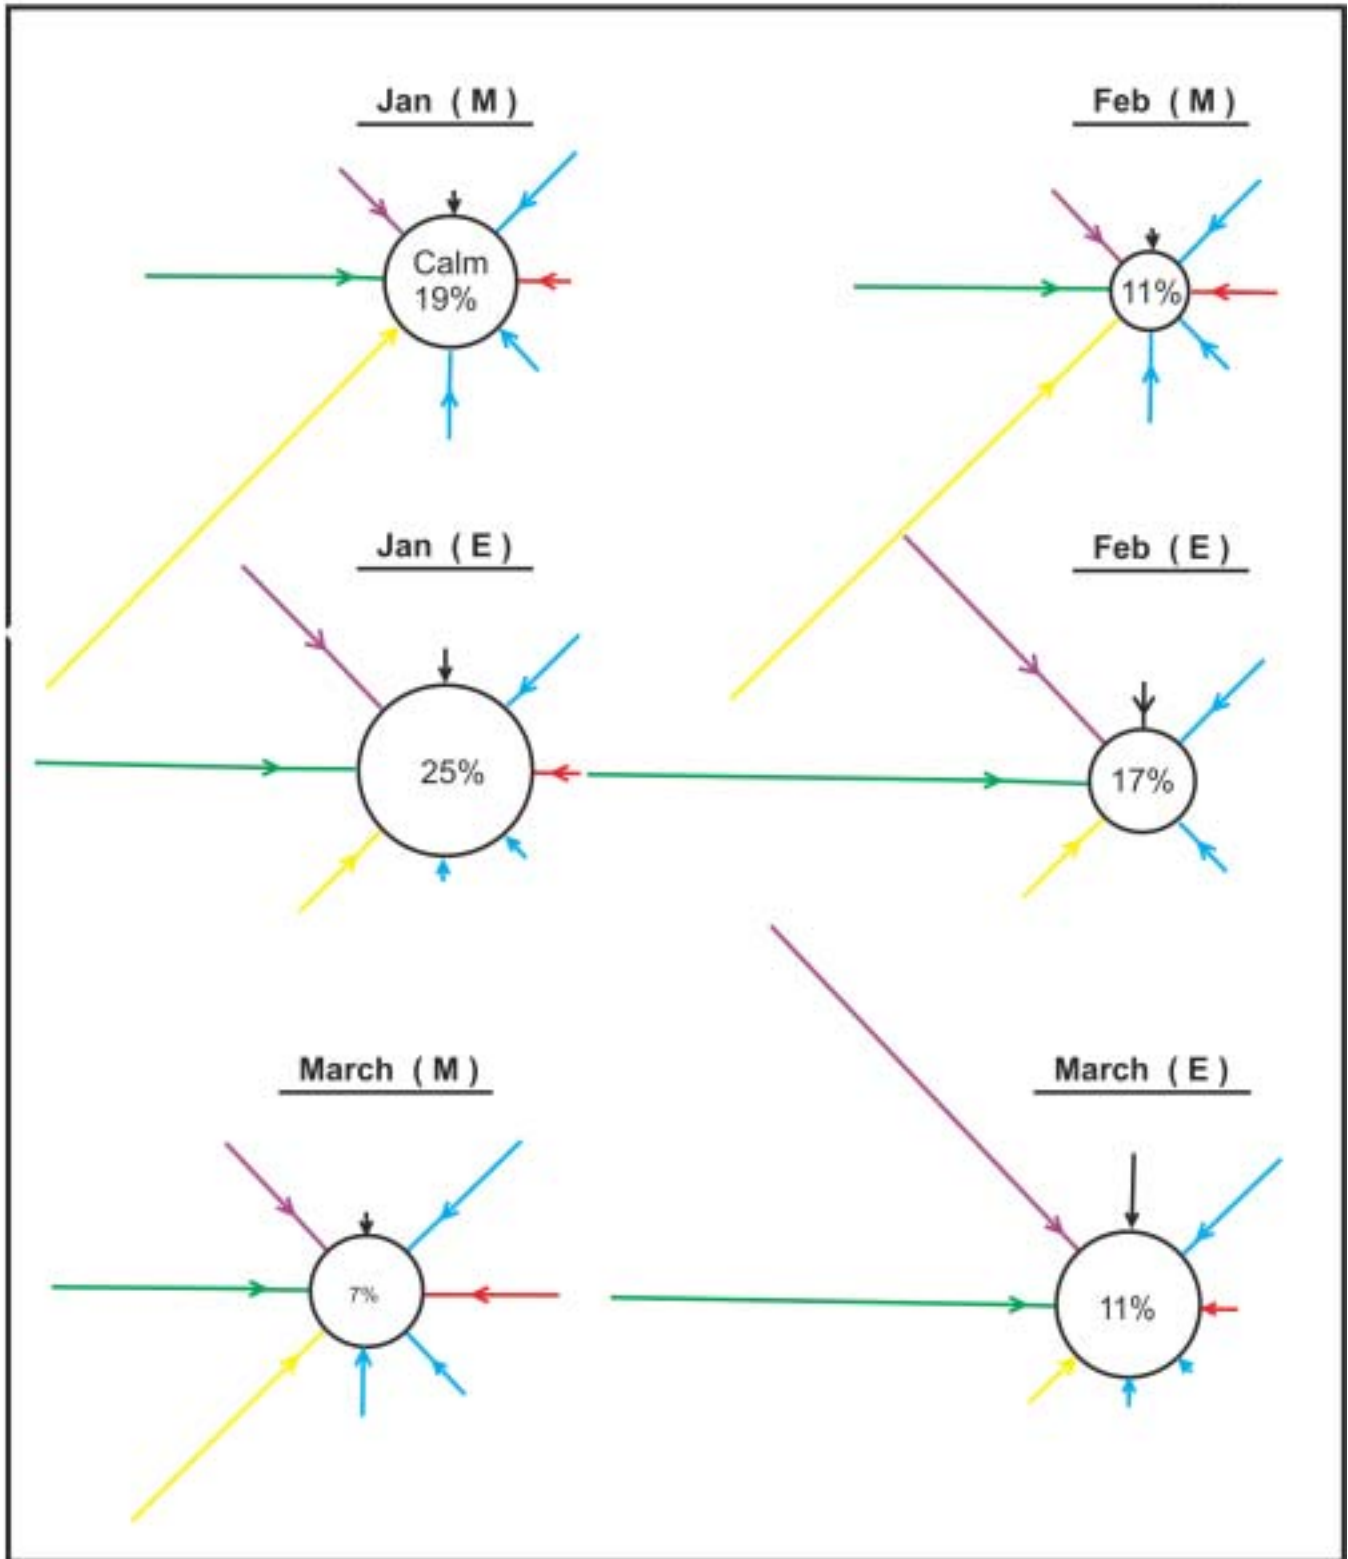 Jan ( M )
Feb ( M )
Calm
19%
11%
Jan ( E )
Feb ( E )
25%
17%
March ( M )
March ( E )
7%
11%